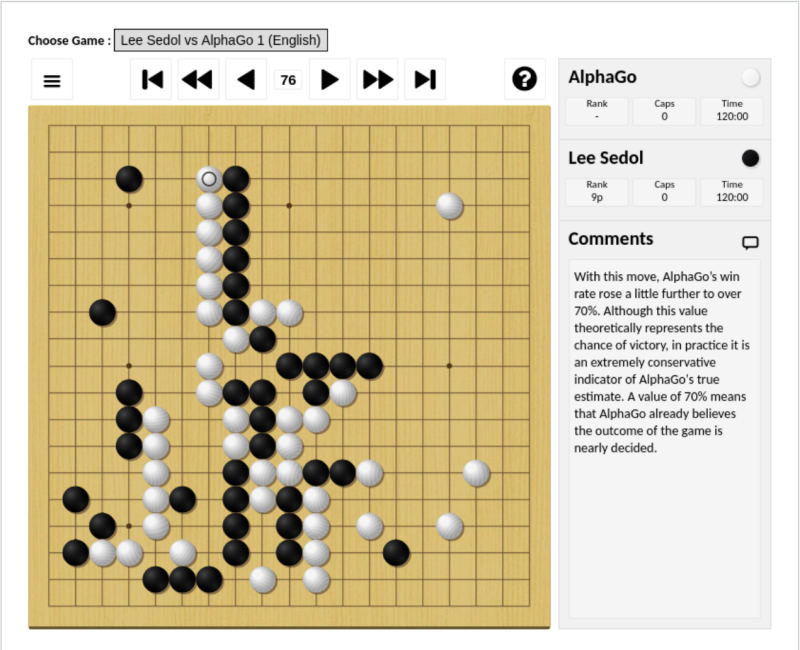 Choose Game : Lee Sedol vs AlphaGo 1 (English)
76
?
AlphaGo
Rank Caps Time
- 0 120:00
Lee Sedol
Rank Caps Time
9p 0 120:00
Comments
With this move, AlphaGo's win
rate rose a little further to over
70%. Although this value
theoretically represents the
chance of victory, in practice it is
an extremely conservative
indicator of AlphaGo's true
estimate. A value of 70% means
that AlphaGo already believes
the outcome of the game is
nearly decided.